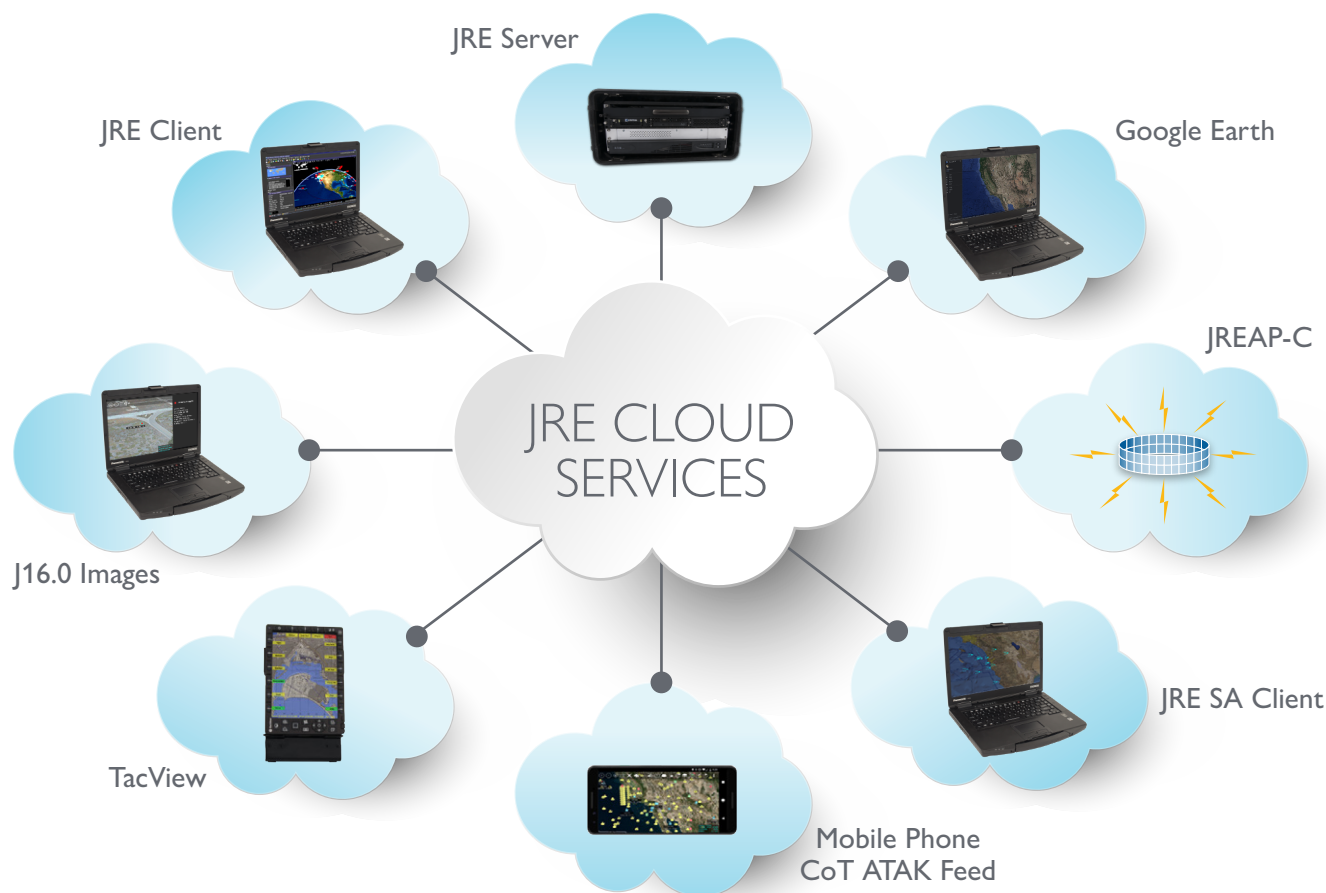 JRE Server
JRE Client
Google Earth
JREAP-C
JRE CLOUD
SERVICES
J16.0 Images
JRE SA Client
TacView
Mobile Phone
CoT ATAK Feed